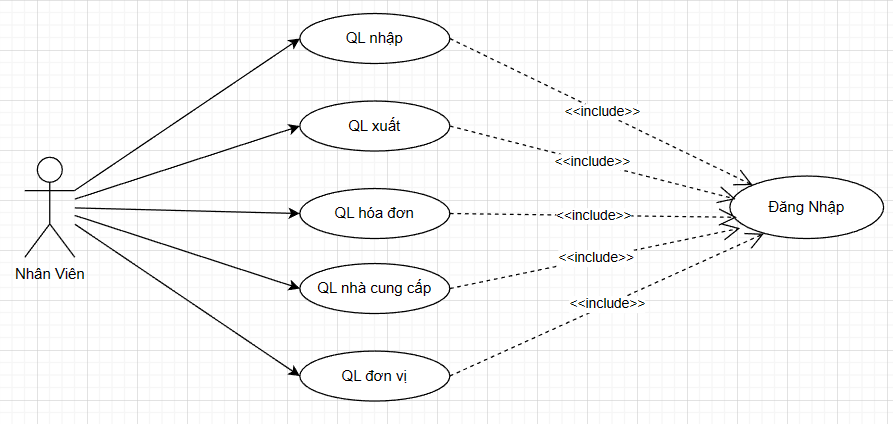 QL nhập
<<include>>
QL xuất
<<include>>
QL hóa đơn
<<include>>
Đăng Nhập
Nhân Viên
QL nhà cung cấp
<<include>>
<<include>>
QL đơn vị